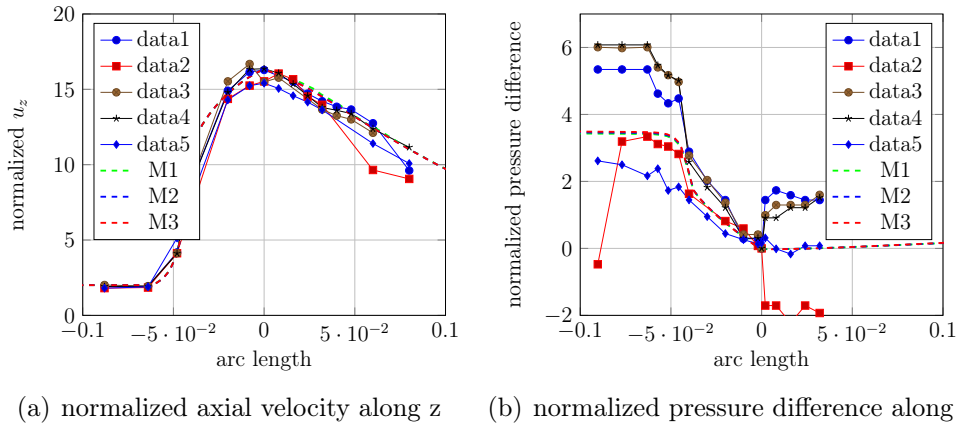 20
15
10
5
0
−0.1
−5 · 10⁻²
0
5 · 10⁻²
0.1
arc length
normalized u_z
data1
data2
data3
data4
data5
M1
M2
M3
(a) normalized axial velocity along z
8
6
4
2
0
−2
−0.1
−5 · 10⁻²
0
5 · 10⁻²
0.1
arc length
normalized pressure difference
data1
data2
data3
data4
data5
M1
M2
M3
(b) normalized pressure difference along